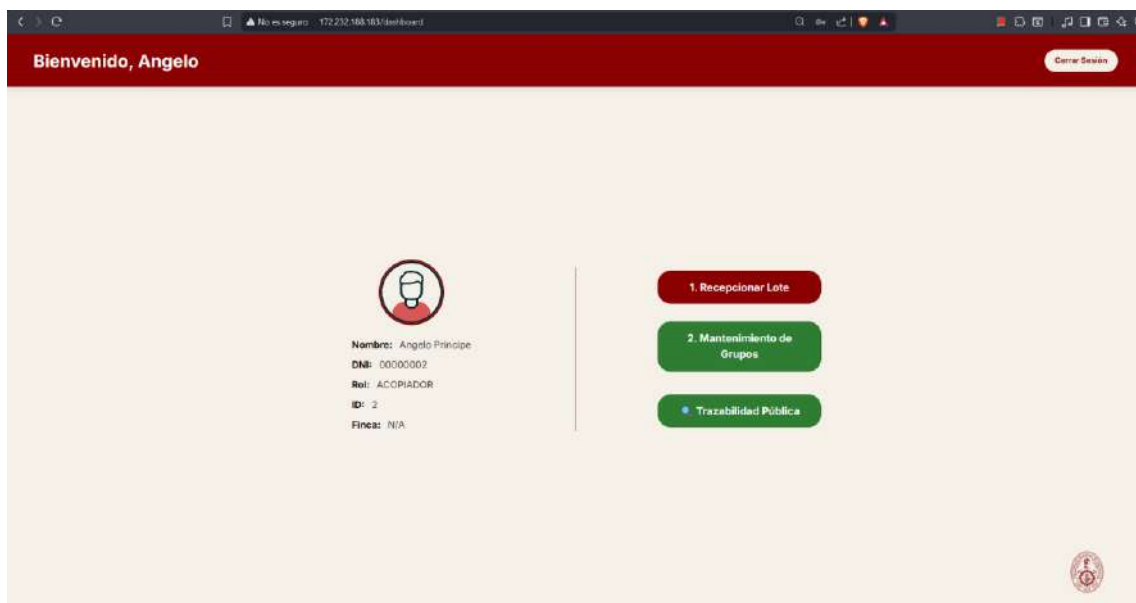 No es seguro 172.232.188.183/dashboard
Bienvenido, Angelo
Cerrar Sesión
Nombre: Angelo Principe
DNI: 00000002
Rol: ACOPIADOR
ID: 2
Finca: N/A
1. Recepcionar Lote
2. Mantenimiento de
Grupos
Trazabilidad Pública